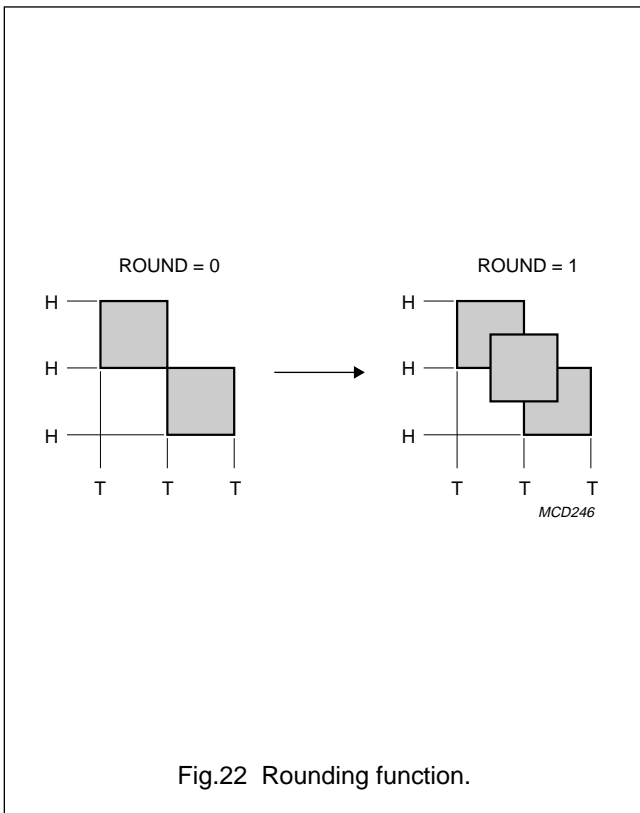 ROUND = 0
H
H
H
T T T
ROUND = 1
H
H
H
T T T
MCD246
Fig.22 Rounding function.